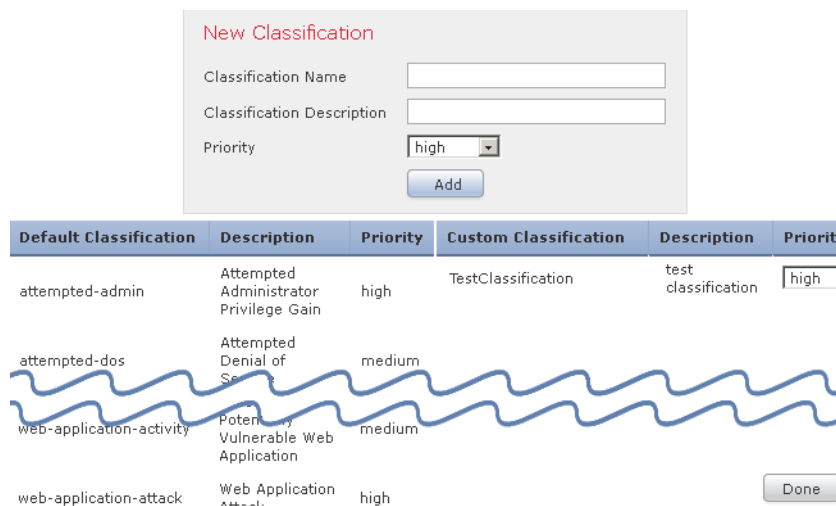 New Classification
Classification Name
Classification Description
Priority
high
Add
Default Classification Description Priority Custom Classification Description Priorit
attempted-admin
Attempted
Administrator
Privilege Gain
high
TestClassification
test
classification
high
attempted-dos
Attempted
Denial of
medium
web-application-activity
Vulnerable Web
Application
medium
web-application-attack
Web Application
high
Done